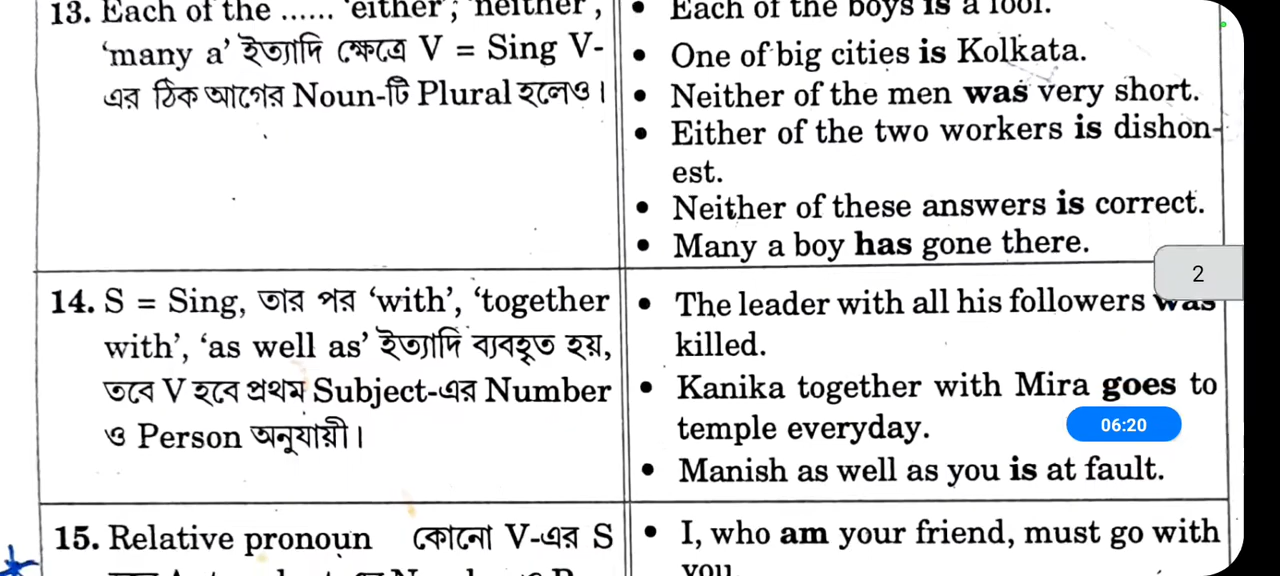 13. Each of the ...... 'either'; 'neither',
'many a' ইত্যাদি ক্ষেত্রে V = Sing V-
এর ঠিক আগের Noun-টি Plural হলেও।
• Each of the boys is a fool.
• One of big cities is Kolkata.
• Neither of the men was very short.
• Either of the two workers is dishon-
est.
• Neither of these answers is correct.
• Many a boy has gone there.
2
14. S = Sing, তার পর 'with', 'together
with', 'as well as' ইত্যাদি ব্যবহৃত হয়,
তবে V হবে প্রথম Subject-এর Number
ও Person অনুযায়ী।
• The leader with all his followers was
killed.
• Kanika together with Mira goes to
temple everyday.
06:20
• Manish as well as you is at fault.
15. Relative pronoun কোনো V-এর S
• I, who am your friend, must go with
you.